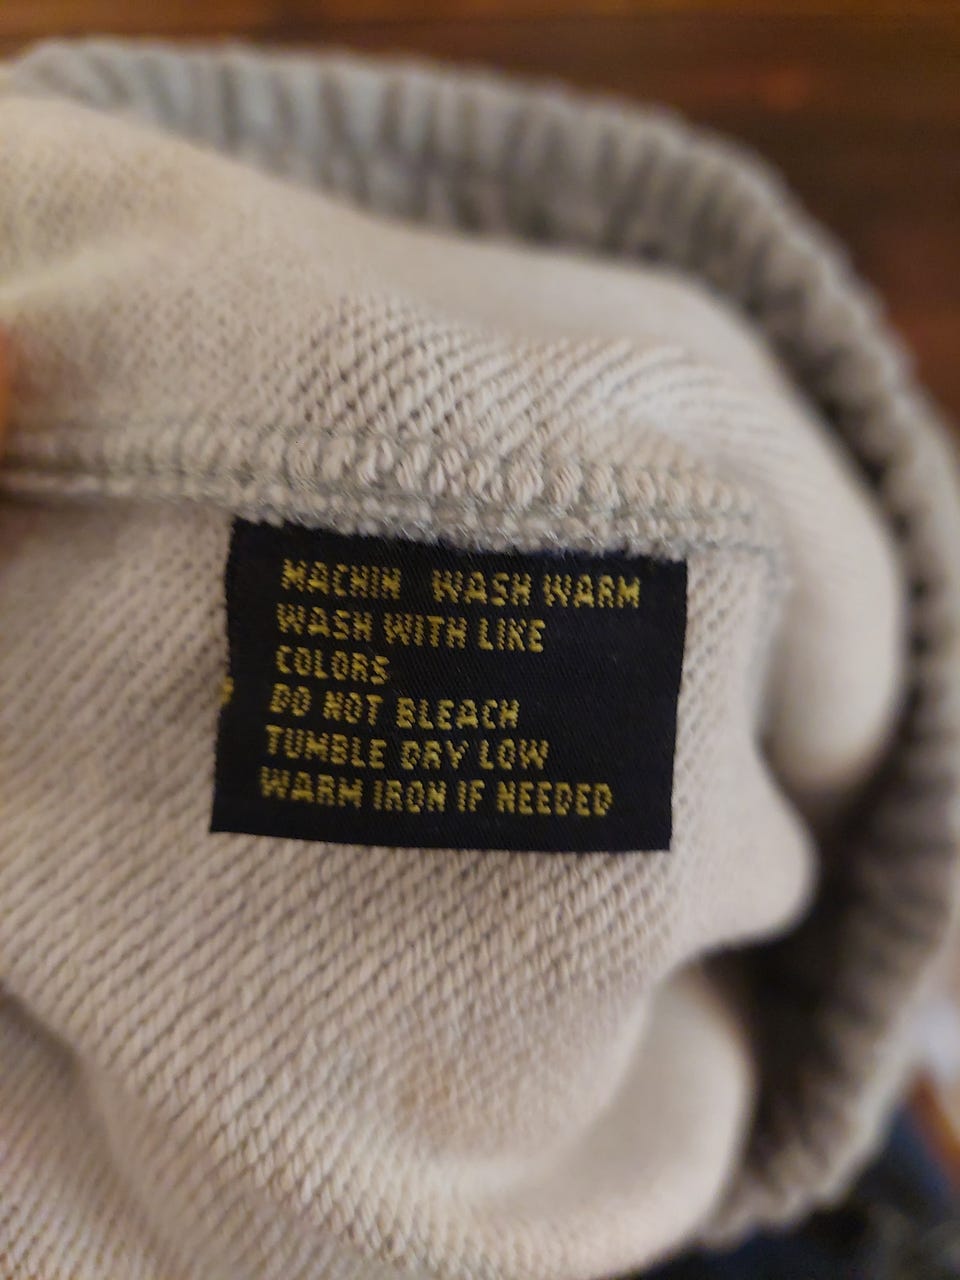 MACHIN WASH WARM
WASH WITH LIKE
COLORS
DO NOT BLEACH
TUMBLE DRY LOW
WARM IRON IF NEEDED